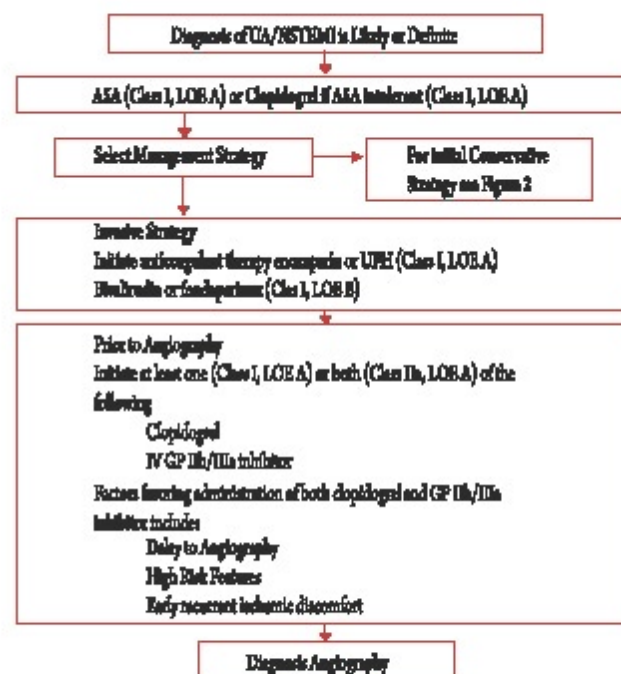 Diagnosis of UA/NSTEMI is Likely or Definite
ASA (Class I, LOE A) or Clopidogrel if ASA intolerant (Class I, LOE A)
Select Management Strategy
For Initial Conservative
Strategy see Figure 2
Invasive Strategy
Initiate anticoagulant therapy enoxaparin or UFH (Class I, LOE A)
Bivalirudin or fondaparinux (Clas I, LOE B)
Prior to Angiography
Initiate at least one (Class I, LOE A) or both (Class IIa, LOE A) of the
following
Clopidogrel
IV GP IIb/IIIa inhibitor
Factors favoring administration of both clopidogrel and GP IIb/IIIa
inhibitor includes
Delay to Angiography
High Risk Features
Early recurrent ischemic discomfort
Diagnosis Angiography